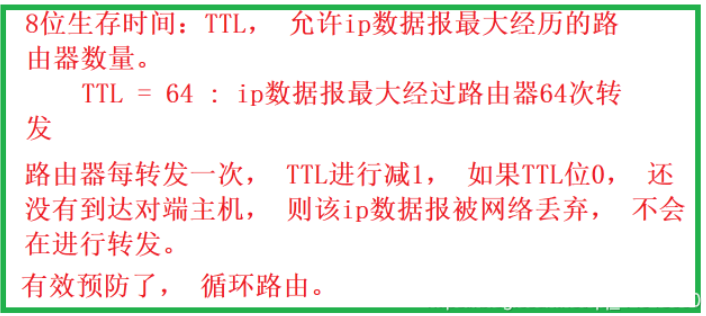 8位生存时间：TTL， 允许ip数据报最大经历的路
由器数量。
TTL = 64 : ip数据报最大经过路由器64次转
发
路由器每转发一次， TTL进行减1， 如果TTL位0， 还
没有到达对端主机， 则该ip数据报被网络丢弃， 不会
在进行转发。
有效预防了， 循环路由。